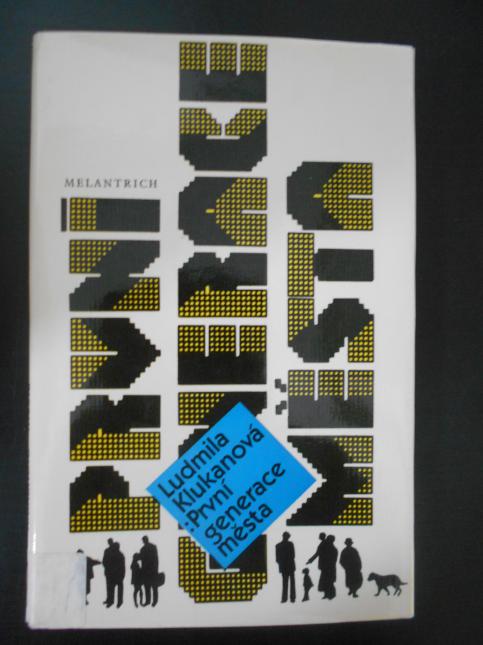 MELANTRICH
PRVNÍ
GENERACE
MĚSTA
Ludmila
Klukanová
:První
generace
města